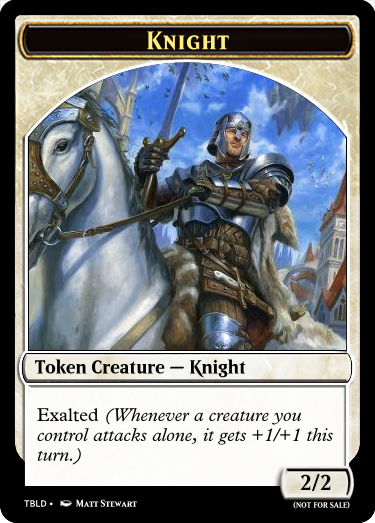 Knight
Token Creature — Knight
Exalted (Whenever a creature you
control attacks alone, it gets +1/+1 this
turn.)
2/2
TBLD • Matt Stewart
(NOT FOR SALE)